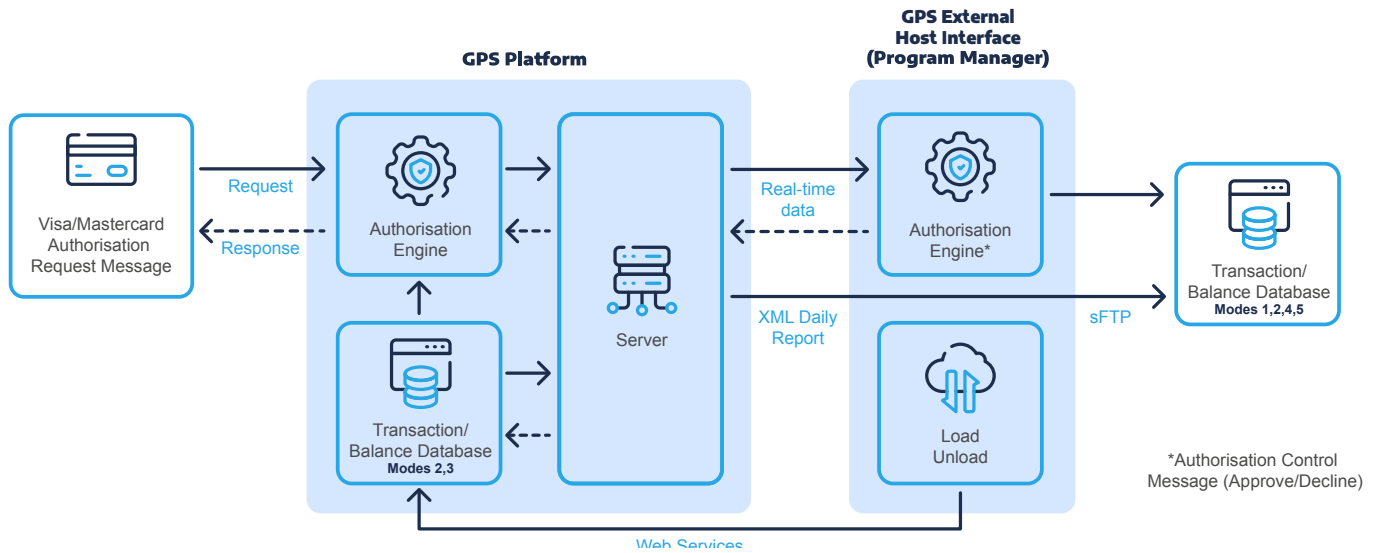 GPS External
Host Interface
(Program Manager)
GPS Platform
Visa/Mastercard
Authorisation
Request Message
Request
Response
Authorisation
Engine
Transaction/
Balance Database
Modes 2,3
Server
Real-time
data
XML Daily
Report
Authorisation
Engine*
Load
Unload
sFTP
Transaction/
Balance Database
Modes 1,2,4,5
*Authorisation Control
Message (Approve/Decline)
Web Services